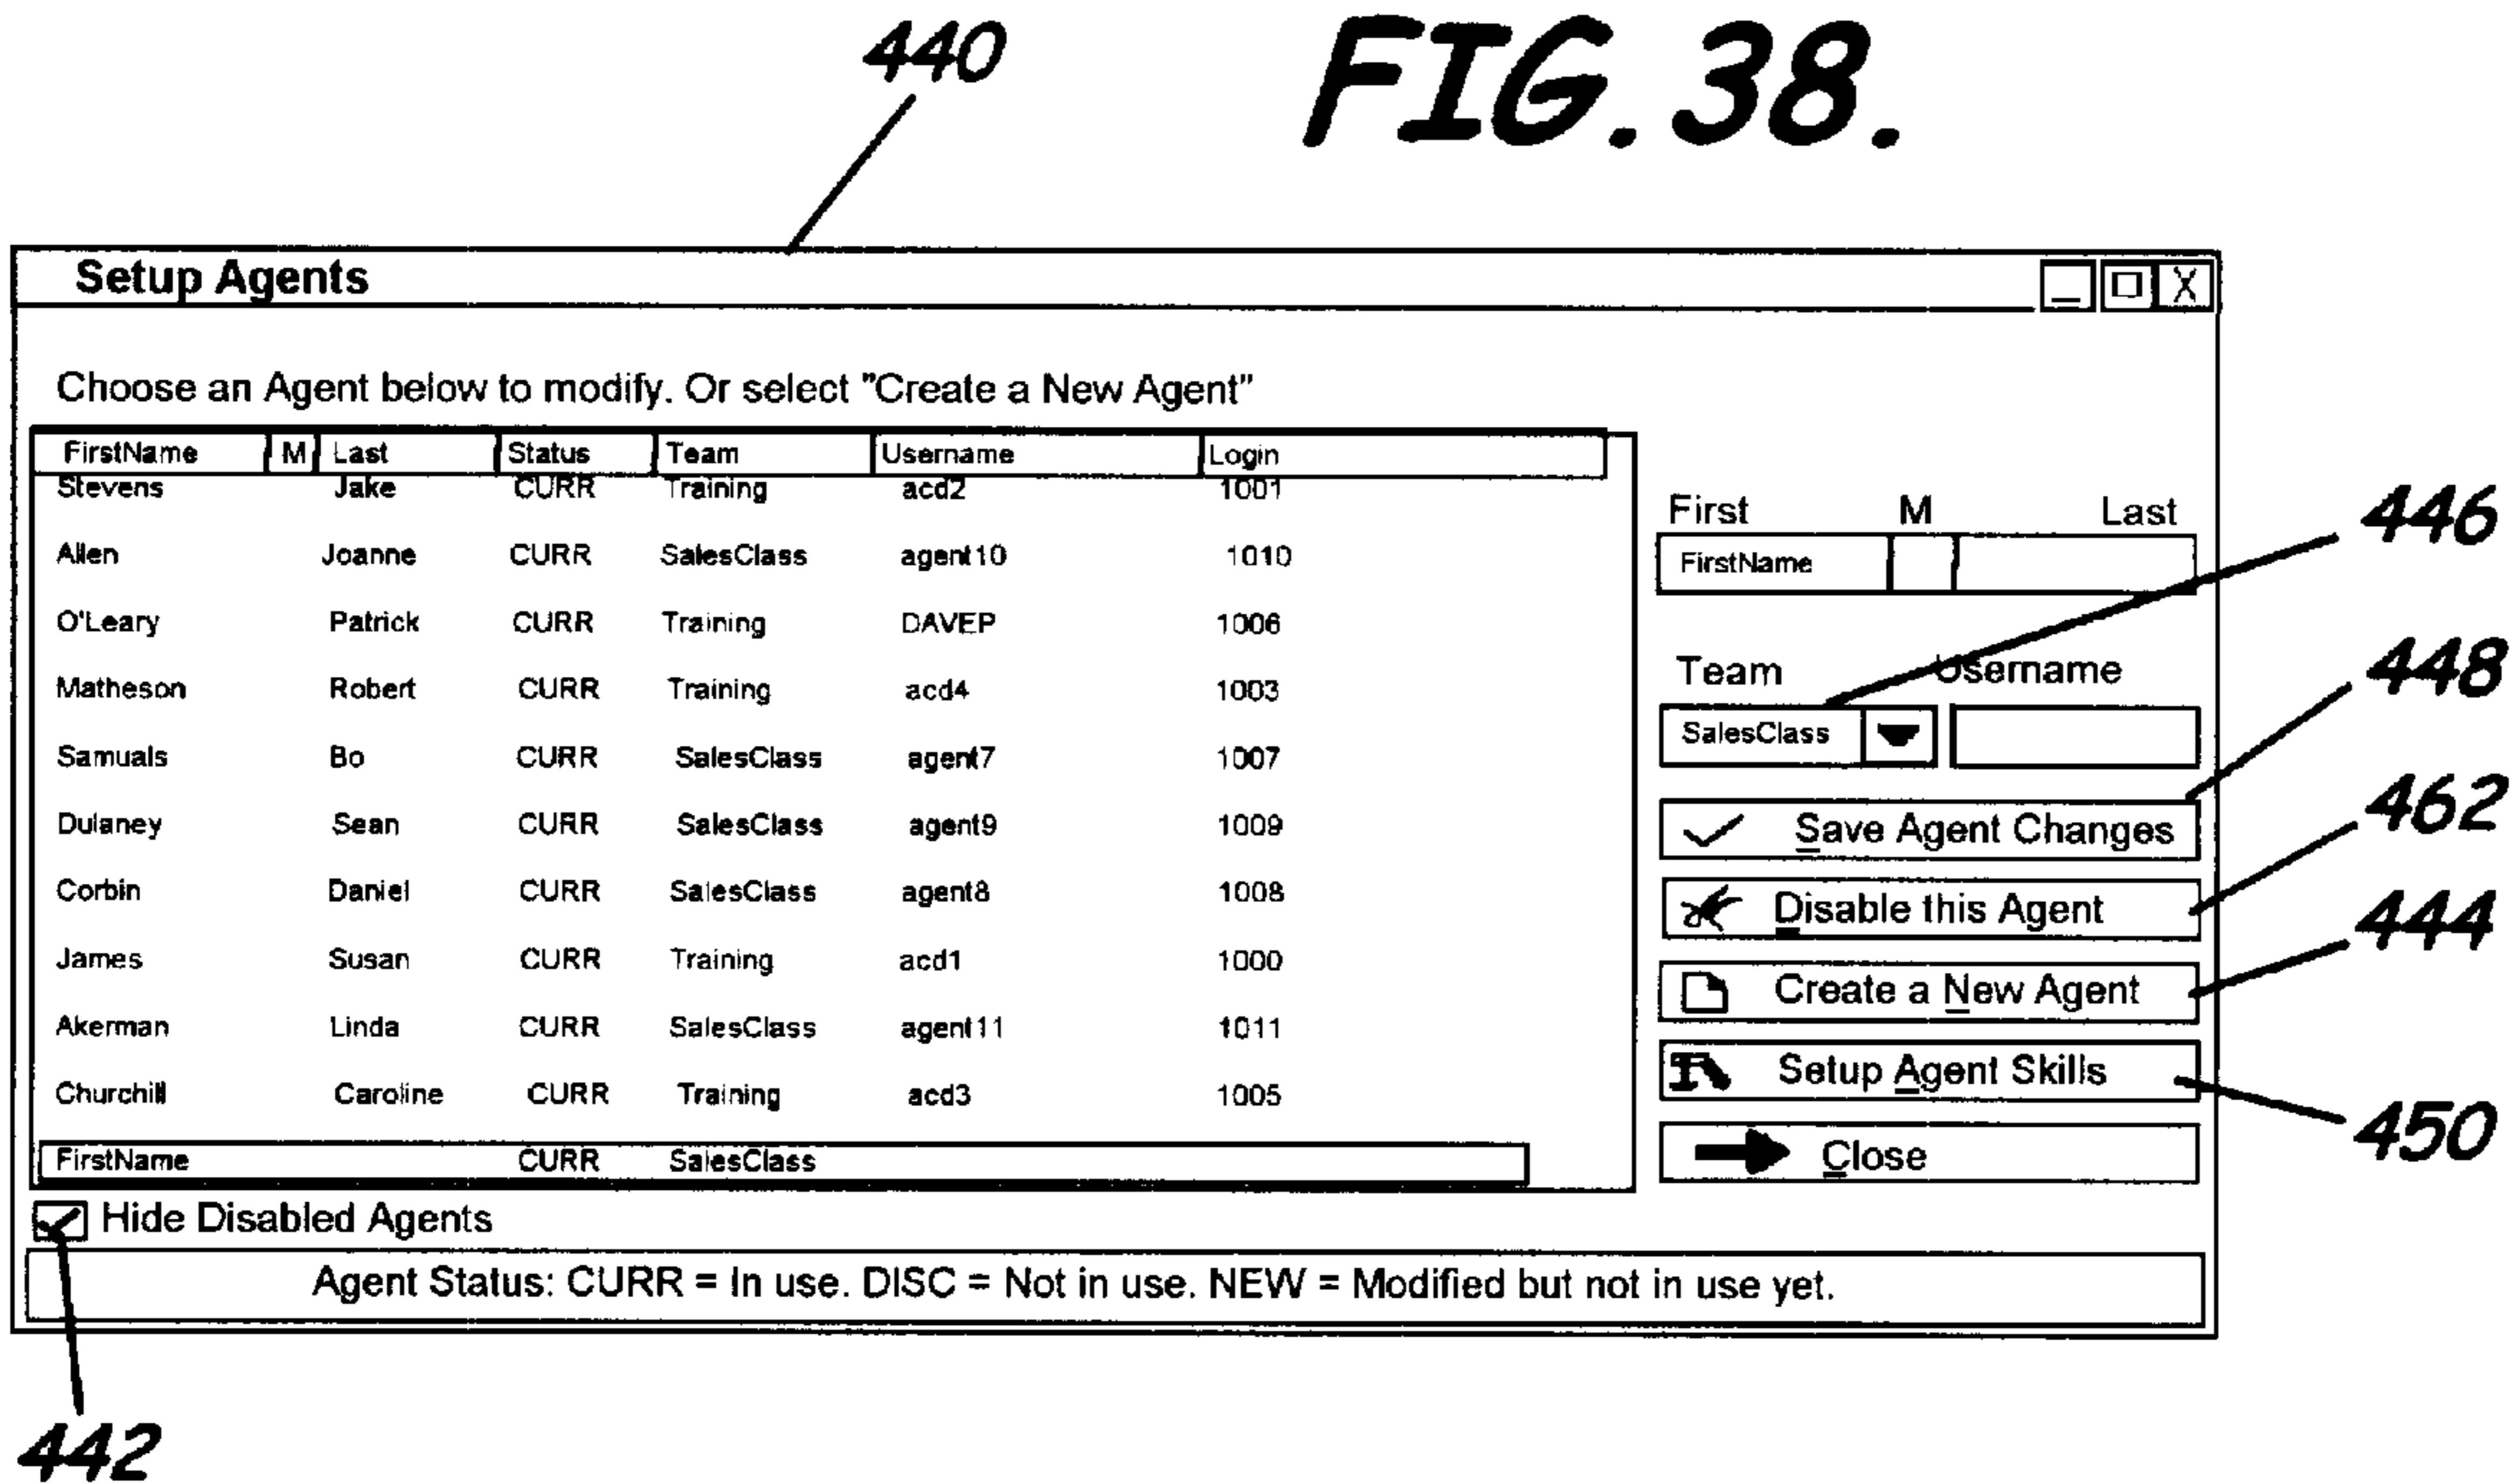 440
FIG. 38.
Setup Agents
Choose an Agent below to modify. Or select "Create a New Agent"
FirstName M Last Status Team Username Login
Stevens Jake CURR Training acd2 1001
Allen Joanne CURR SalesClass agent10 1010
O'Leary Patrick CURR Training DAVEP 1006
Matheson Robert CURR Training acd4 1003
Samuals Bo CURR SalesClass agent7 1007
Dulaney Sean CURR SalesClass agent9 1009
Corbin Daniel CURR SalesClass agent8 1008
James Susan CURR Training acd1 1000
Akerman Linda CURR SalesClass agent11 1011
Churchill Caroline CURR Training acd3 1005
FirstName CURR SalesClass
First M Last
FirstName
446
Team Username
SalesClass
448
Save Agent Changes
462
Disable this Agent
444
Create a New Agent
Setup Agent Skills
450
Close
Hide Disabled Agents
Agent Status: CURR = In use. DISC = Not in use. NEW = Modified but not in use yet.
442